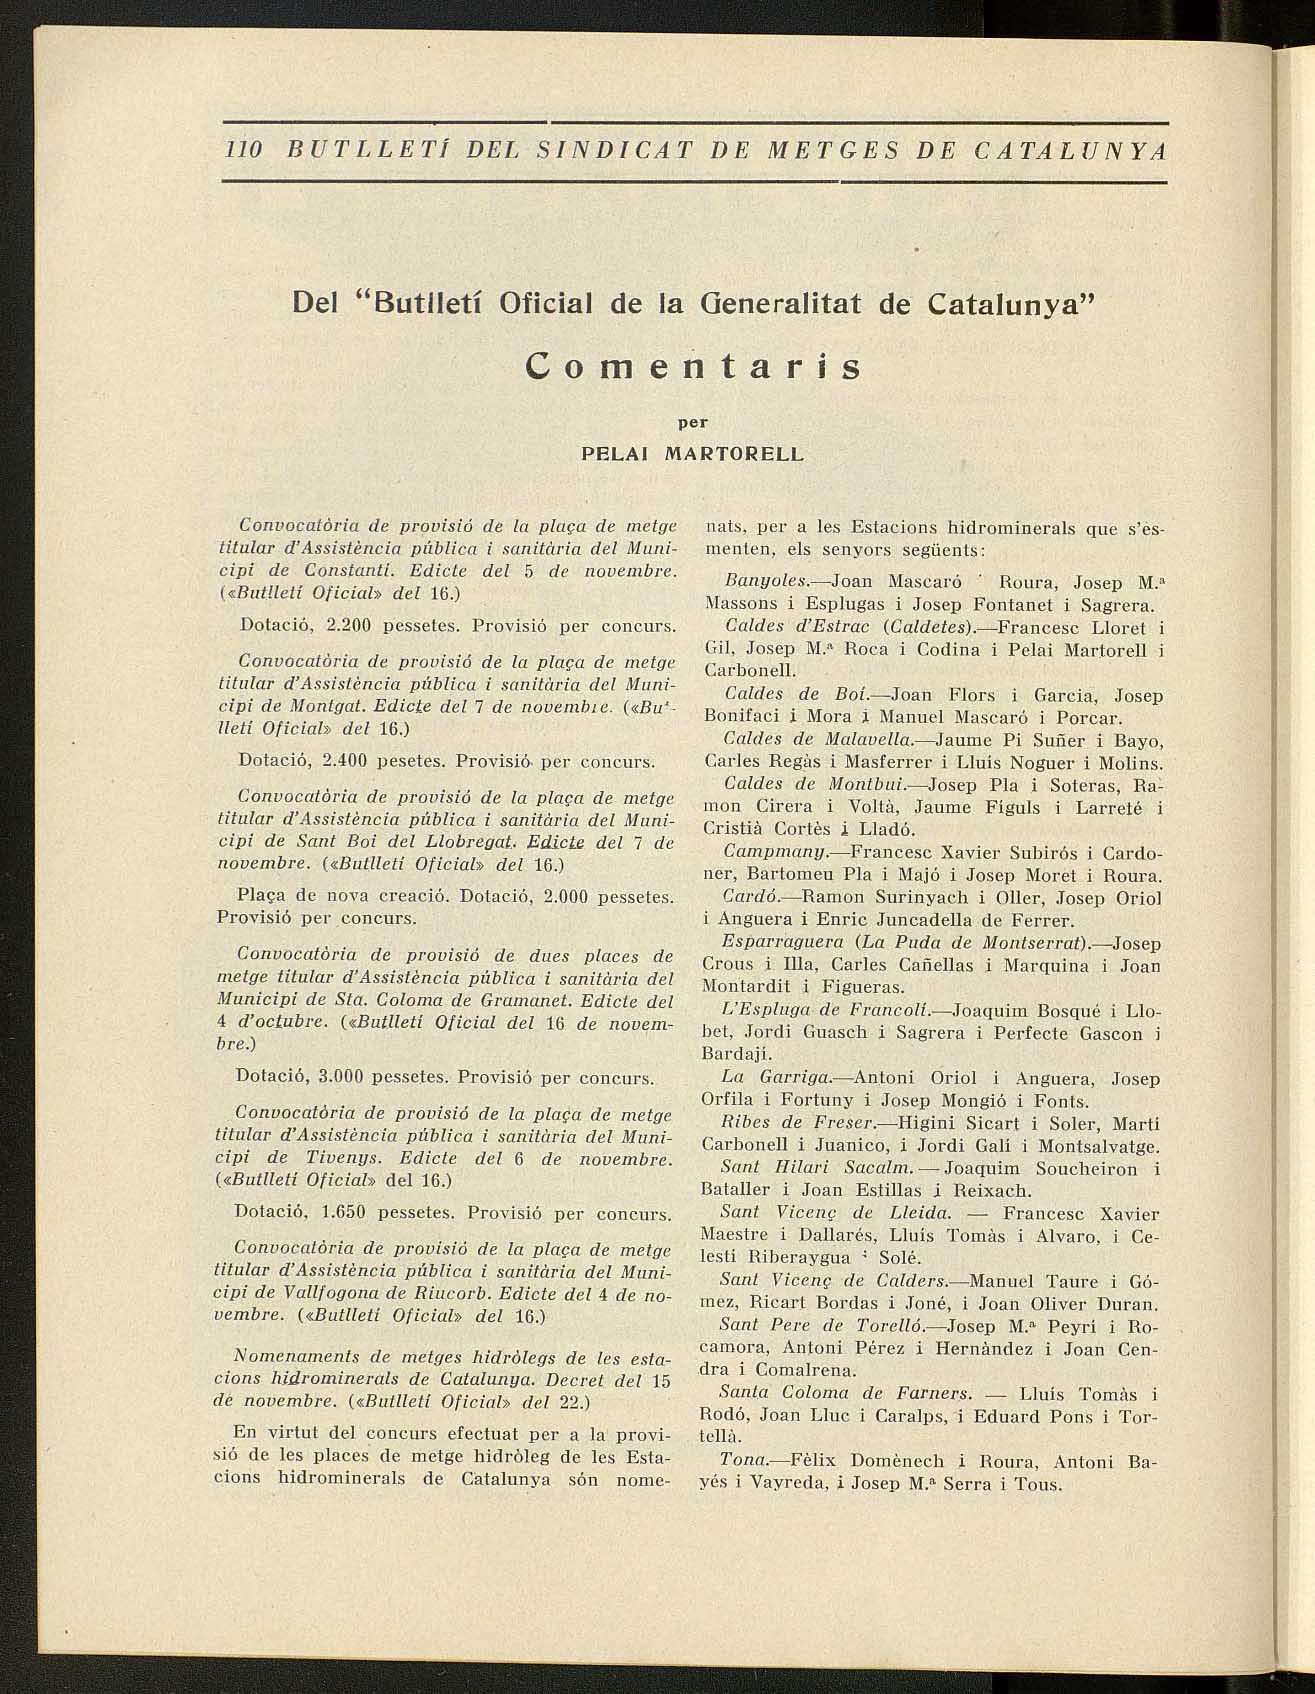 110 BUTLLETÍ DEL SINDICAT DE METGES DE CATALUNYA
Del “Butlletí Oficial de la Generalitat de Catalunya”
Comentaris
per
PELAI MARTORELL
Convocatòria de provisió de la plaça de metge
titular d'Assistència pública i sanitària del Muni-
cipi de Constantí. Edicte del 5 de novembre.
(«Butlletí Oficial» del 16.)
Dotació, 2.200 pessetes. Provisió per concurs.
Convocatòria de provisió de la plaça de metge
titular d'Assistència pública i sanitària del Muni-
cipi de Montgat. Edicte del 7 de novembre. («But-
lletí Oficial» del 16.)
Dotació, 2.400 pesetes. Provisió per concurs.
Convocatòria de provisió de la plaça de metge
titular d'Assistència pública i sanitària del Muni-
cipi de Sant Boi del Llobregat. Edicte del 7 de
novembre. («Butlletí Oficial» del 16.)
Plaça de nova creació. Dotació, 2.000 pessetes.
Provisió per concurs.
Convocatòria de provisió de dues places de
metge titular d'Assistència pública i sanitària del
Municipi de Sta. Coloma de Gramanet. Edicte del
4 d'octubre. («Butlletí Oficial del 16 de novem-
bre.)
Dotació, 3.000 pessetes. Provisió per concurs.
Convocatòria de provisió de la plaça de metge
titular d'Assistència pública i sanitària del Muni-
cipi de Tivenys. Edicte del 6 de novembre.
(«Butlletí Oficial» del 16.)
Dotació, 1.650 pessetes. Provisió per concurs.
Convocatòria de provisió de la plaça de metge
titular d'Assistència pública i sanitària del Muni-
cipi de Vallfogona de Riucorb. Edicte del 4 de no-
vembre. («Butlletí Oficial» del 16.)
Nomenaments de metges hidròlegs de les esta-
cions hidrominerals de Catalunya. Decret del 15
de novembre. («Butlletí Oficial» del 22.)
En virtut del concurs efectuat per a la provi-
sió de les places de metge hidròleg de les Esta-
cions hidrominerals de Catalunya són nome-
nats, per a les Estacions hidrominerals que s'es-
menten, els senyors següents:
Banyoles.—Joan Mascaró Roura, Josep M.ª
Massons i Esplugas i Josep Fontanet i Sagrera.
Caldes d'Estrac (Caldetes).—Francesc Lloret i
Gil, Josep M.ª Roca i Codina i Pelai Martorell i
Carbonell.
Caldes de Boí.—Joan Flors i Garcia, Josep
Bonifaci i Mora i Manuel Mascaró i Porcar.
Caldes de Malavella.—Jaume Pi Suñer i Bayo,
Carles Regàs i Masferrer i Lluís Noguer i Molins.
Caldes de Montbui.—Josep Pla i Soteras, Ra-
mon Cirera i Voltà, Jaume Figuls i Larreté i
Cristià Cortès i Lladó.
Campmany.—Francesc Xavier Subirós i Cardo-
ner, Bartomeu Pla i Majó i Josep Moret i Roura.
Cardó.—Ramon Surinyach i Oller, Josep Oriol
i Anguera i Enric Juncadella de Ferrer.
Esparraguera (La Puda de Montserrat).—Josep
Crous i Illa, Carles Cañellas i Marquina i Joan
Montardit i Figueras.
L'Espluga de Francolí.—Joaquim Bosqué i Llo-
bet, Jordi Guasch i Sagrera i Perfecte Gascon i
Bardají.
La Garriga.—Antoni Oriol i Anguera, Josep
Orfila i Fortuny i Josep Mongió i Fonts.
Ribes de Freser.—Higini Sicart i Soler, Martí
Carbonell i Juanico, i Jordi Galí i Montsalvatge.
Sant Hilari Sacalm.—Joaquim Soucheiron i
Bataller i Joan Estillas i Reixach.
Sant Vicenç de Lleida. — Francesc Xavier
Maestre i Dallarés, Lluís Tomàs i Alvaro, i Ce-
lestí Riberaygua i Solé.
Sant Vicenç de Calders.—Manuel Taure i Gó-
mez, Ricart Bordas i Joné, i Joan Oliver Duran.
Sant Pere de Torelló.—Josep M.ª Peyrí i Ro-
camora, Antoni Pérez i Hernàndez i Joan Cen-
dra i Comalrena.
Santa Coloma de Farners. — Lluís Tomàs i
Rodó, Joan Lluc i Caralps, i Eduard Pons i Tor-
tellà.
Tona.—Fèlix Domènech i Roura, Antoni Ba-
yés i Vayreda, i Josep M.ª Serra i Tous.